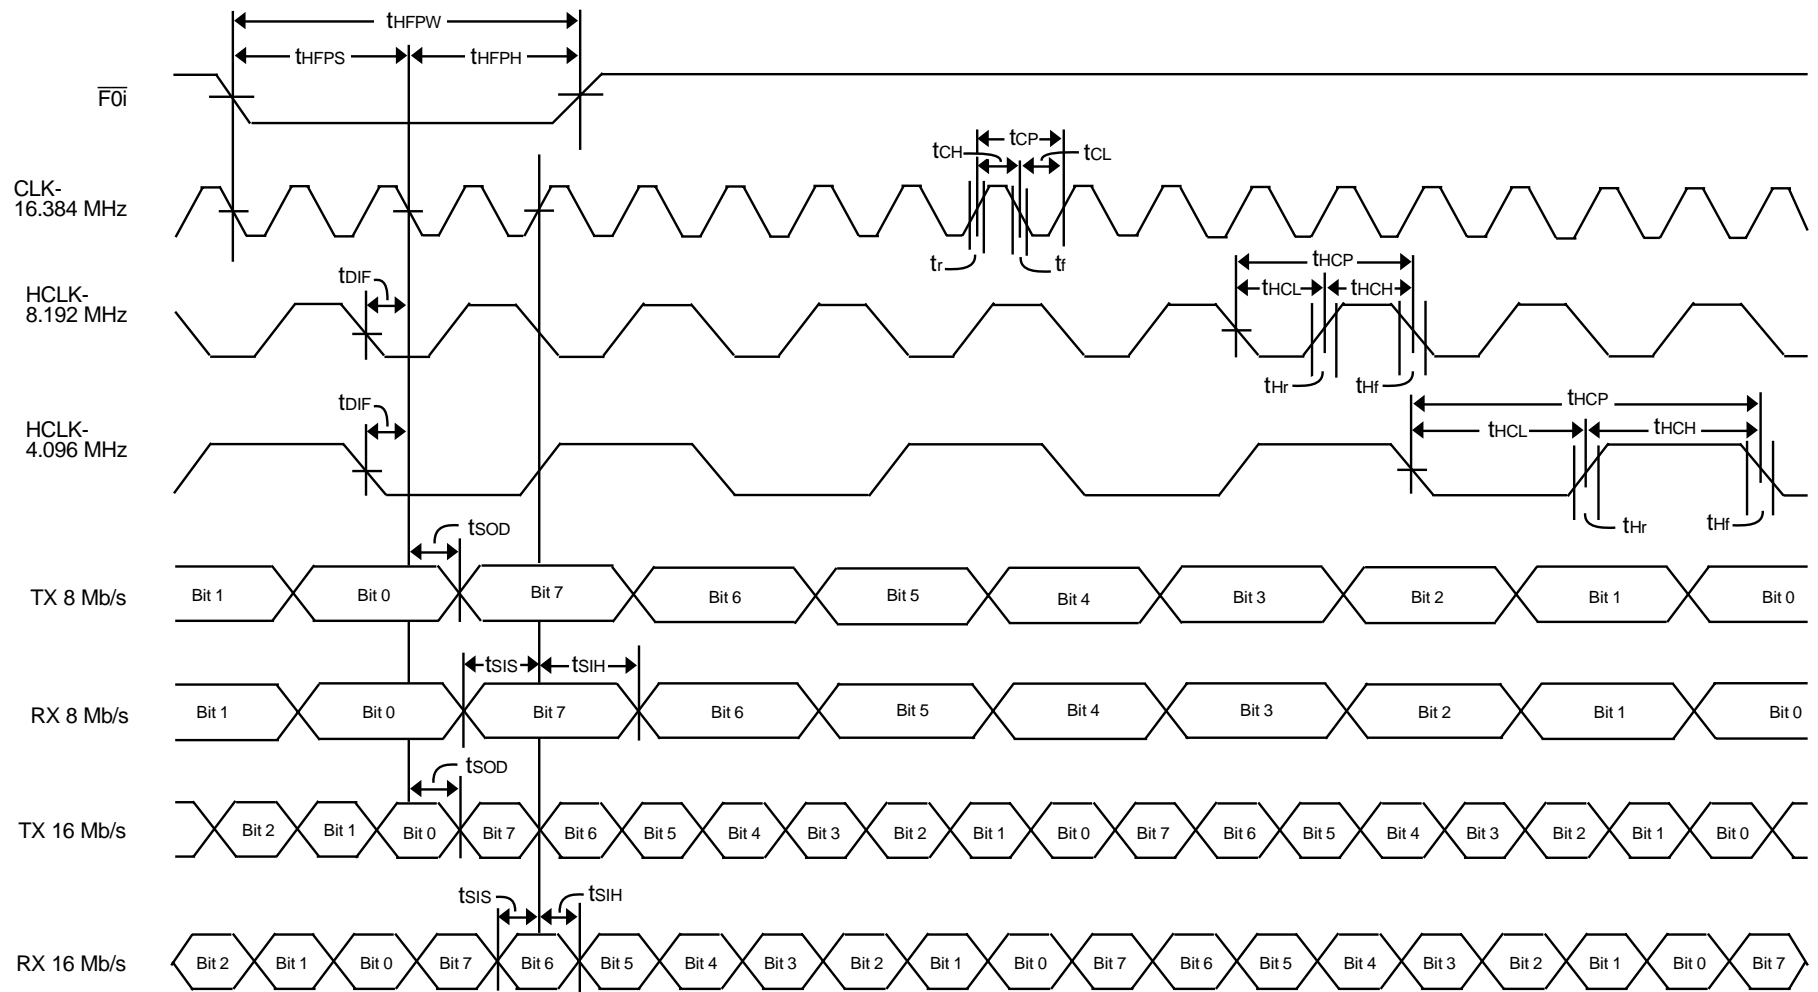 tHFPW
tHFPS tHFPH
F0i
tCP
tCH tCL
CLK-
16.384 MHz
tr tf
tDIF tHCP
HCLK-
8.192 MHz
tHCL tHCH
tHr tHf
tDIF tHCP
HCLK-
4.096 MHz
tHCL tHCH
tHr tHf
tSOD
TX 8 Mb/s Bit 1 Bit 0 Bit 7 Bit 6 Bit 5 Bit 4 Bit 3 Bit 2 Bit 1 Bit 0
tSIS tSIH
RX 8 Mb/s Bit 1 Bit 0 Bit 7 Bit 6 Bit 5 Bit 4 Bit 3 Bit 2 Bit 1 Bit 0
tSOD
TX 16 Mb/s Bit 2 Bit 1 Bit 0 Bit 7 Bit 6 Bit 5 Bit 4 Bit 3 Bit 2 Bit 1 Bit 0 Bit 7 Bit 6 Bit 5 Bit 4 Bit 3 Bit 2 Bit 1 Bit 0
tSIS tSIH
RX 16 Mb/s Bit 2 Bit 1 Bit 0 Bit 7 Bit 6 Bit 5 Bit 4 Bit 3 Bit 2 Bit 1 Bit 0 Bit 7 Bit 6 Bit 5 Bit 4 Bit 3 Bit 2 Bit 1 Bit 0 Bit 7